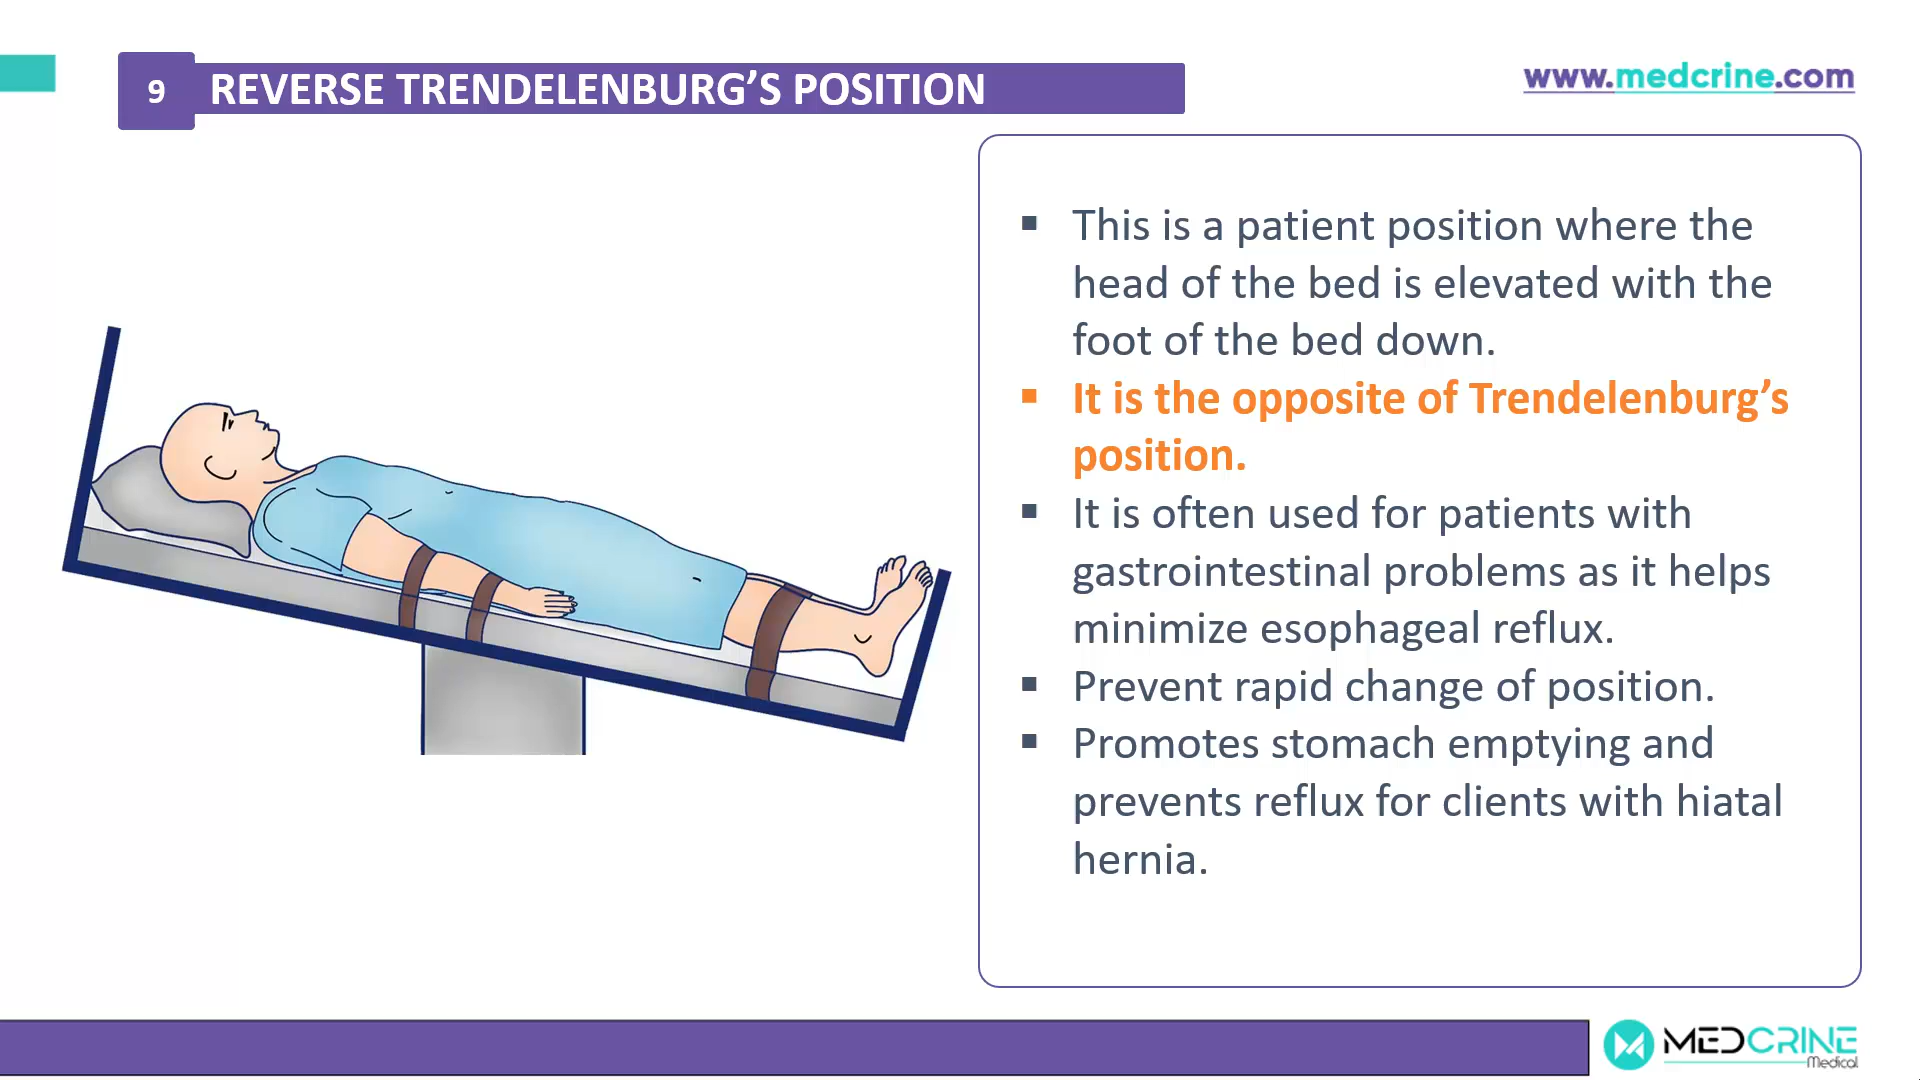 9 REVERSE TRENDELENBURG’S POSITION
www.medcrine.com
▪ This is a patient position where the
head of the bed is elevated with the
foot of the bed down.
▪ It is the opposite of Trendelenburg’s
position.
▪ It is often used for patients with
gastrointestinal problems as it helps
minimize esophageal reflux.
▪ Prevent rapid change of position.
▪ Promotes stomach emptying and
prevents reflux for clients with hiatal
hernia.
MEDCRINE
Medical